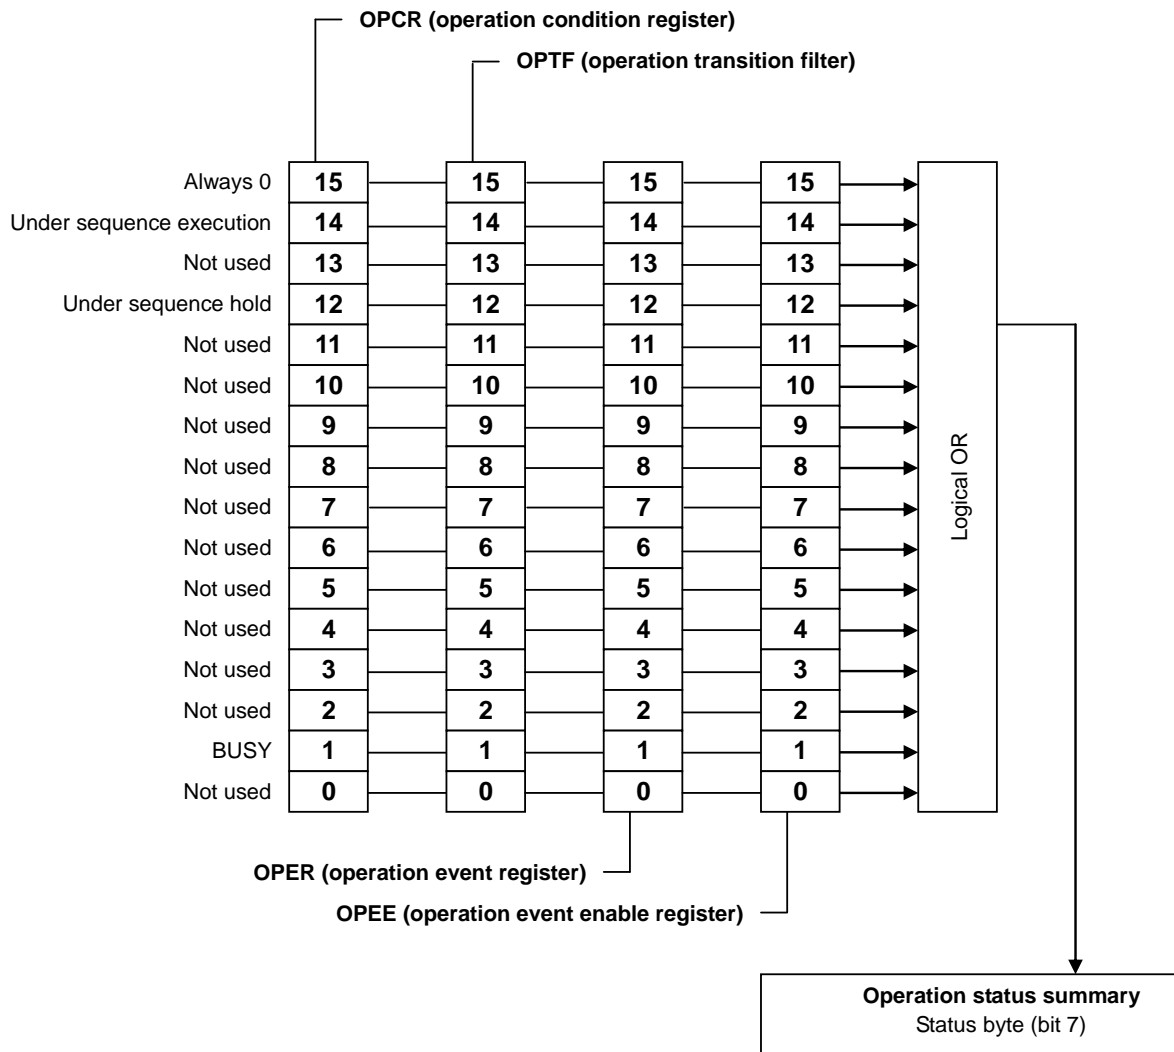 OPCR (operation condition register)
OPTF (operation transition filter)
Always 0 15 15 15 15
Under sequence execution 14 14 14 14
Not used 13 13 13 13
Under sequence hold 12 12 12 12
Not used 11 11 11 11
Not used 10 10 10 10
Not used 9 9 9 9
Not used 8 8 8 8
Not used 7 7 7 7
Not used 6 6 6 6
Not used 5 5 5 5
Not used 4 4 4 4
Not used 3 3 3 3
Not used 2 2 2 2
BUSY 1 1 1 1
Not used 0 0 0 0
Logical OR
OPER (operation event register)
OPEE (operation event enable register)
Operation status summary
Status byte (bit 7)